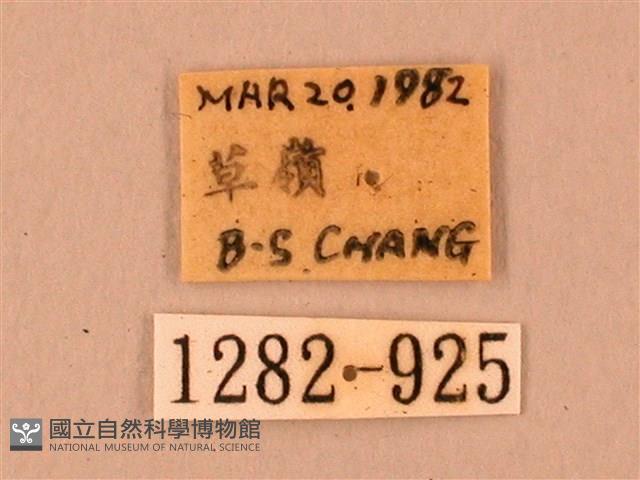 MAR 20. 1982
草嶺
B-S. CHANG
1282-925
國立自然科學博物館
NATIONAL MUSEUM OF NATURAL SCIENCE